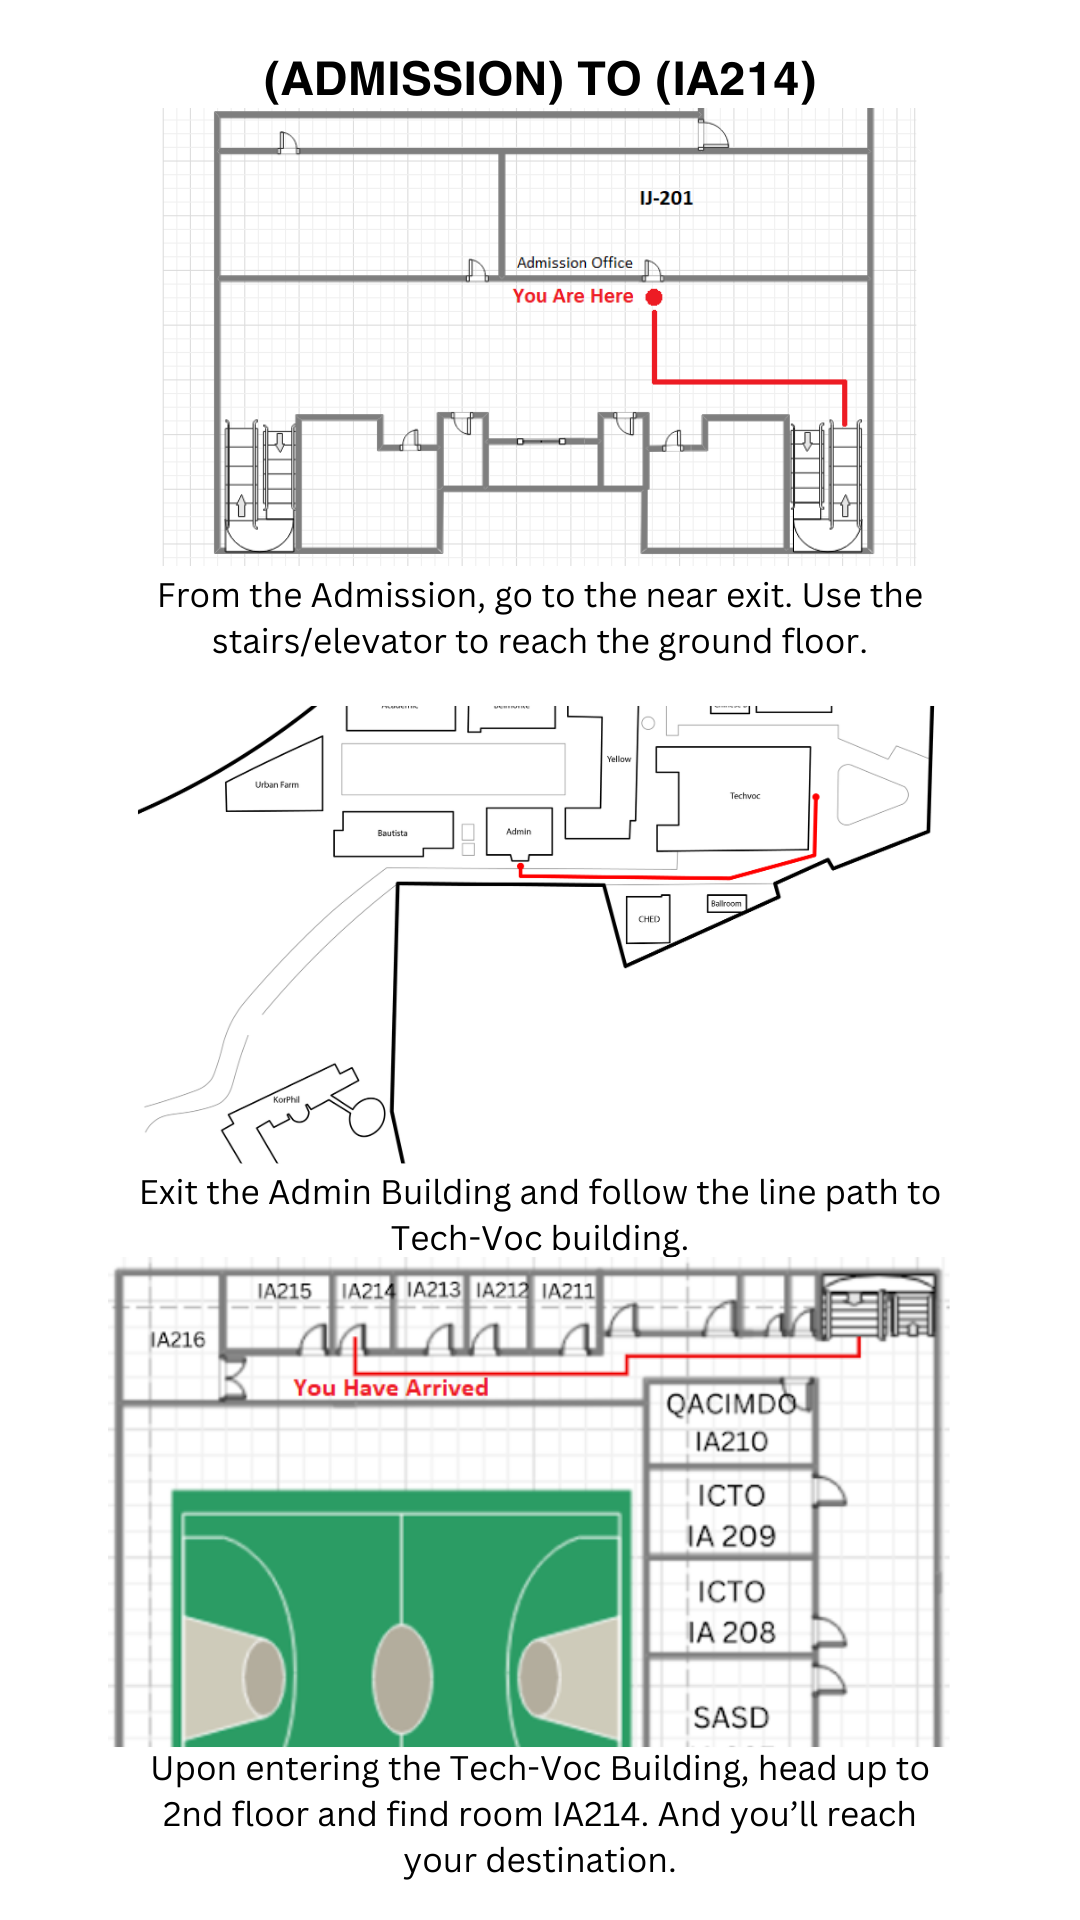 (ADMISSION) TO (IA214)
IJ-201
Admission Office
You Are Here
From the Admission, go to the near exit. Use the
stairs/elevator to reach the ground floor.
Urban Farm
Yellow
Techvoc
Bautista
Admin
CHED
Ballroom
KorPhil
Exit the Admin Building and follow the line path to
Tech-Voc building.
IA215
IA214
IA213
IA212
IA211
IA216
You Have Arrived
QACIMDO
IA210
ICTO
IA 209
ICTO
IA 208
SASD
Upon entering the Tech-Voc Building, head up to
2nd floor and find room IA214. And you’ll reach
your destination.